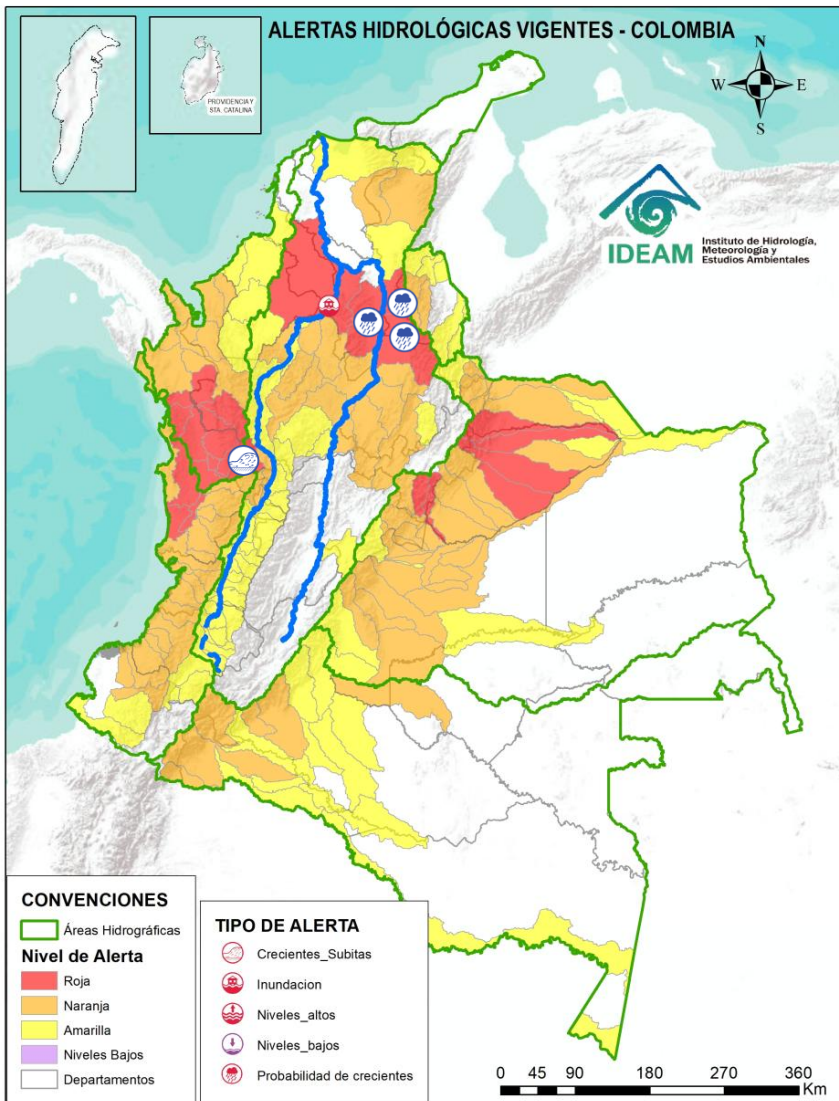 ALERTAS HIDROLÓGICAS VIGENTES - COLOMBIA
PROVIDENCIA Y
STA. CATALINA
N
W
E
S
IDEAM
Instituto de Hidrología,
Meteorología y
Estudios Ambientales
CONVENCIONES
Áreas Hidrográficas
Nivel de Alerta
Roja
Naranja
Amarilla
Niveles Bajos
Departamentos
TIPO DE ALERTA
Crecientes_Subitas
Inundacion
Niveles_altos
Niveles_bajos
Probabilidad de crecientes
0 45 90 180 270 360
Km